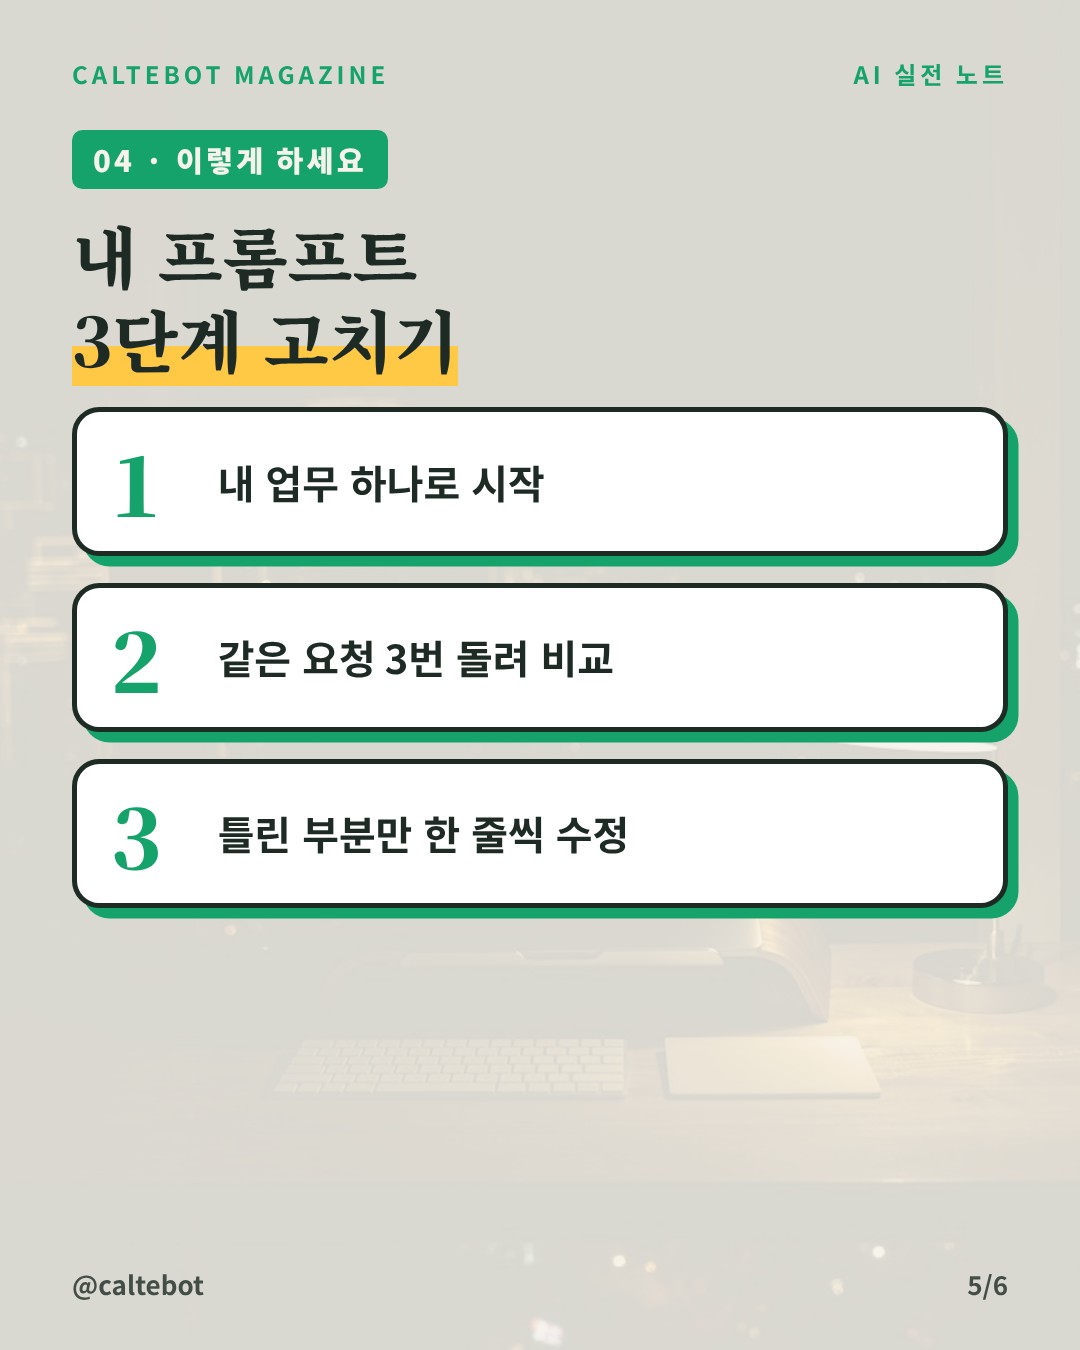 CALTEBOT MAGAZINE
AI 실전 노트
04 · 이렇게 하세요
내 프롬프트
3단계 고치기
1 내 업무 하나로 시작
2 같은 요청 3번 돌려 비교
3 틀린 부분만 한 줄씩 수정
@caltebot
5/6